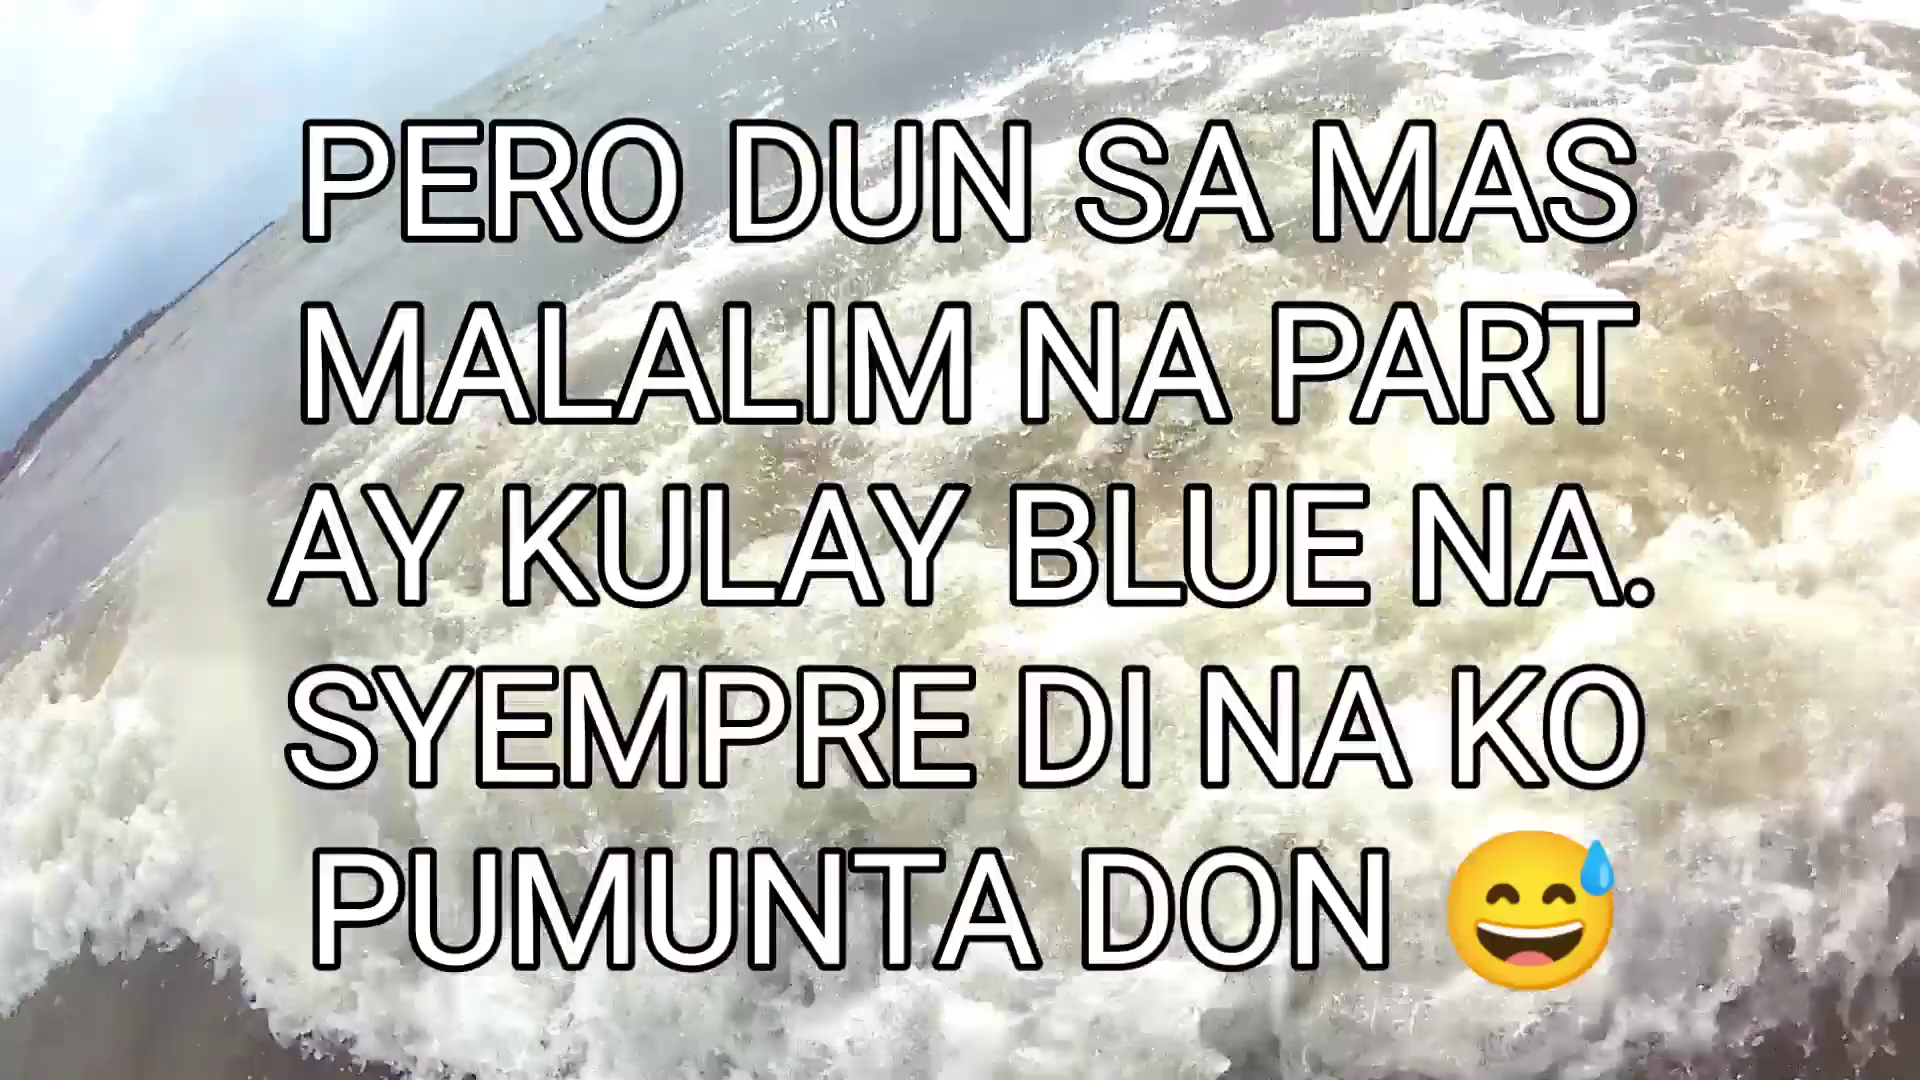 PERO DUN SA MAS
MALALIM NA PART
AY KULAY BLUE NA.
SYEMPRE DI NA KO
PUMUNTA DON 😅